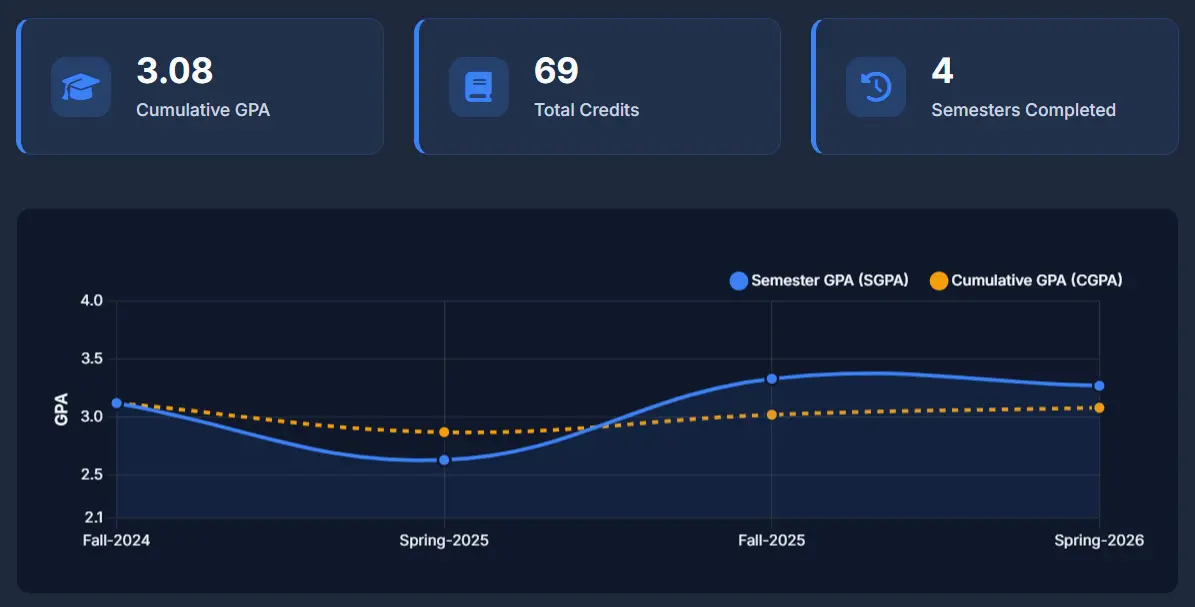 3.08
Cumulative GPA
69
Total Credits
4
Semesters Completed
Semester GPA (SGPA)
Cumulative GPA (CGPA)
GPA
4.0
3.5
3.0
2.5
2.1
Fall-2024
Spring-2025
Fall-2025
Spring-2026